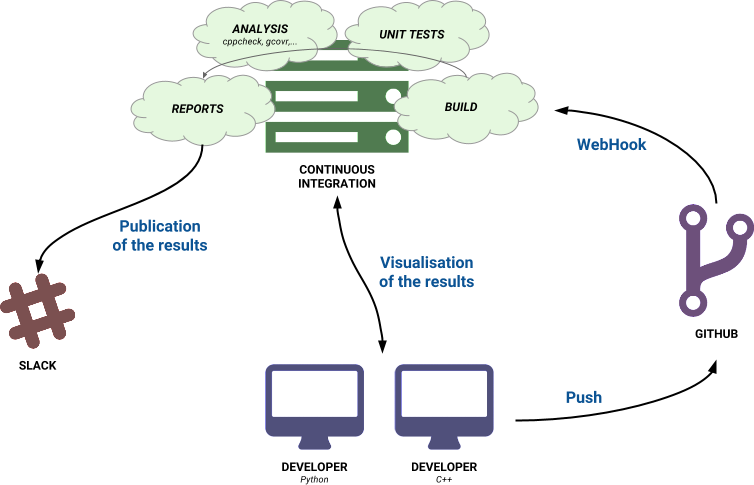 ANALYSIS
cppcheck, gcovr,...
UNIT TESTS
REPORTS
BUILD
CONTINUOUS
INTEGRATION
WebHook
Publication
of the results
Visualisation
of the results
SLACK
GITHUB
Push
DEVELOPER
Python
DEVELOPER
C++